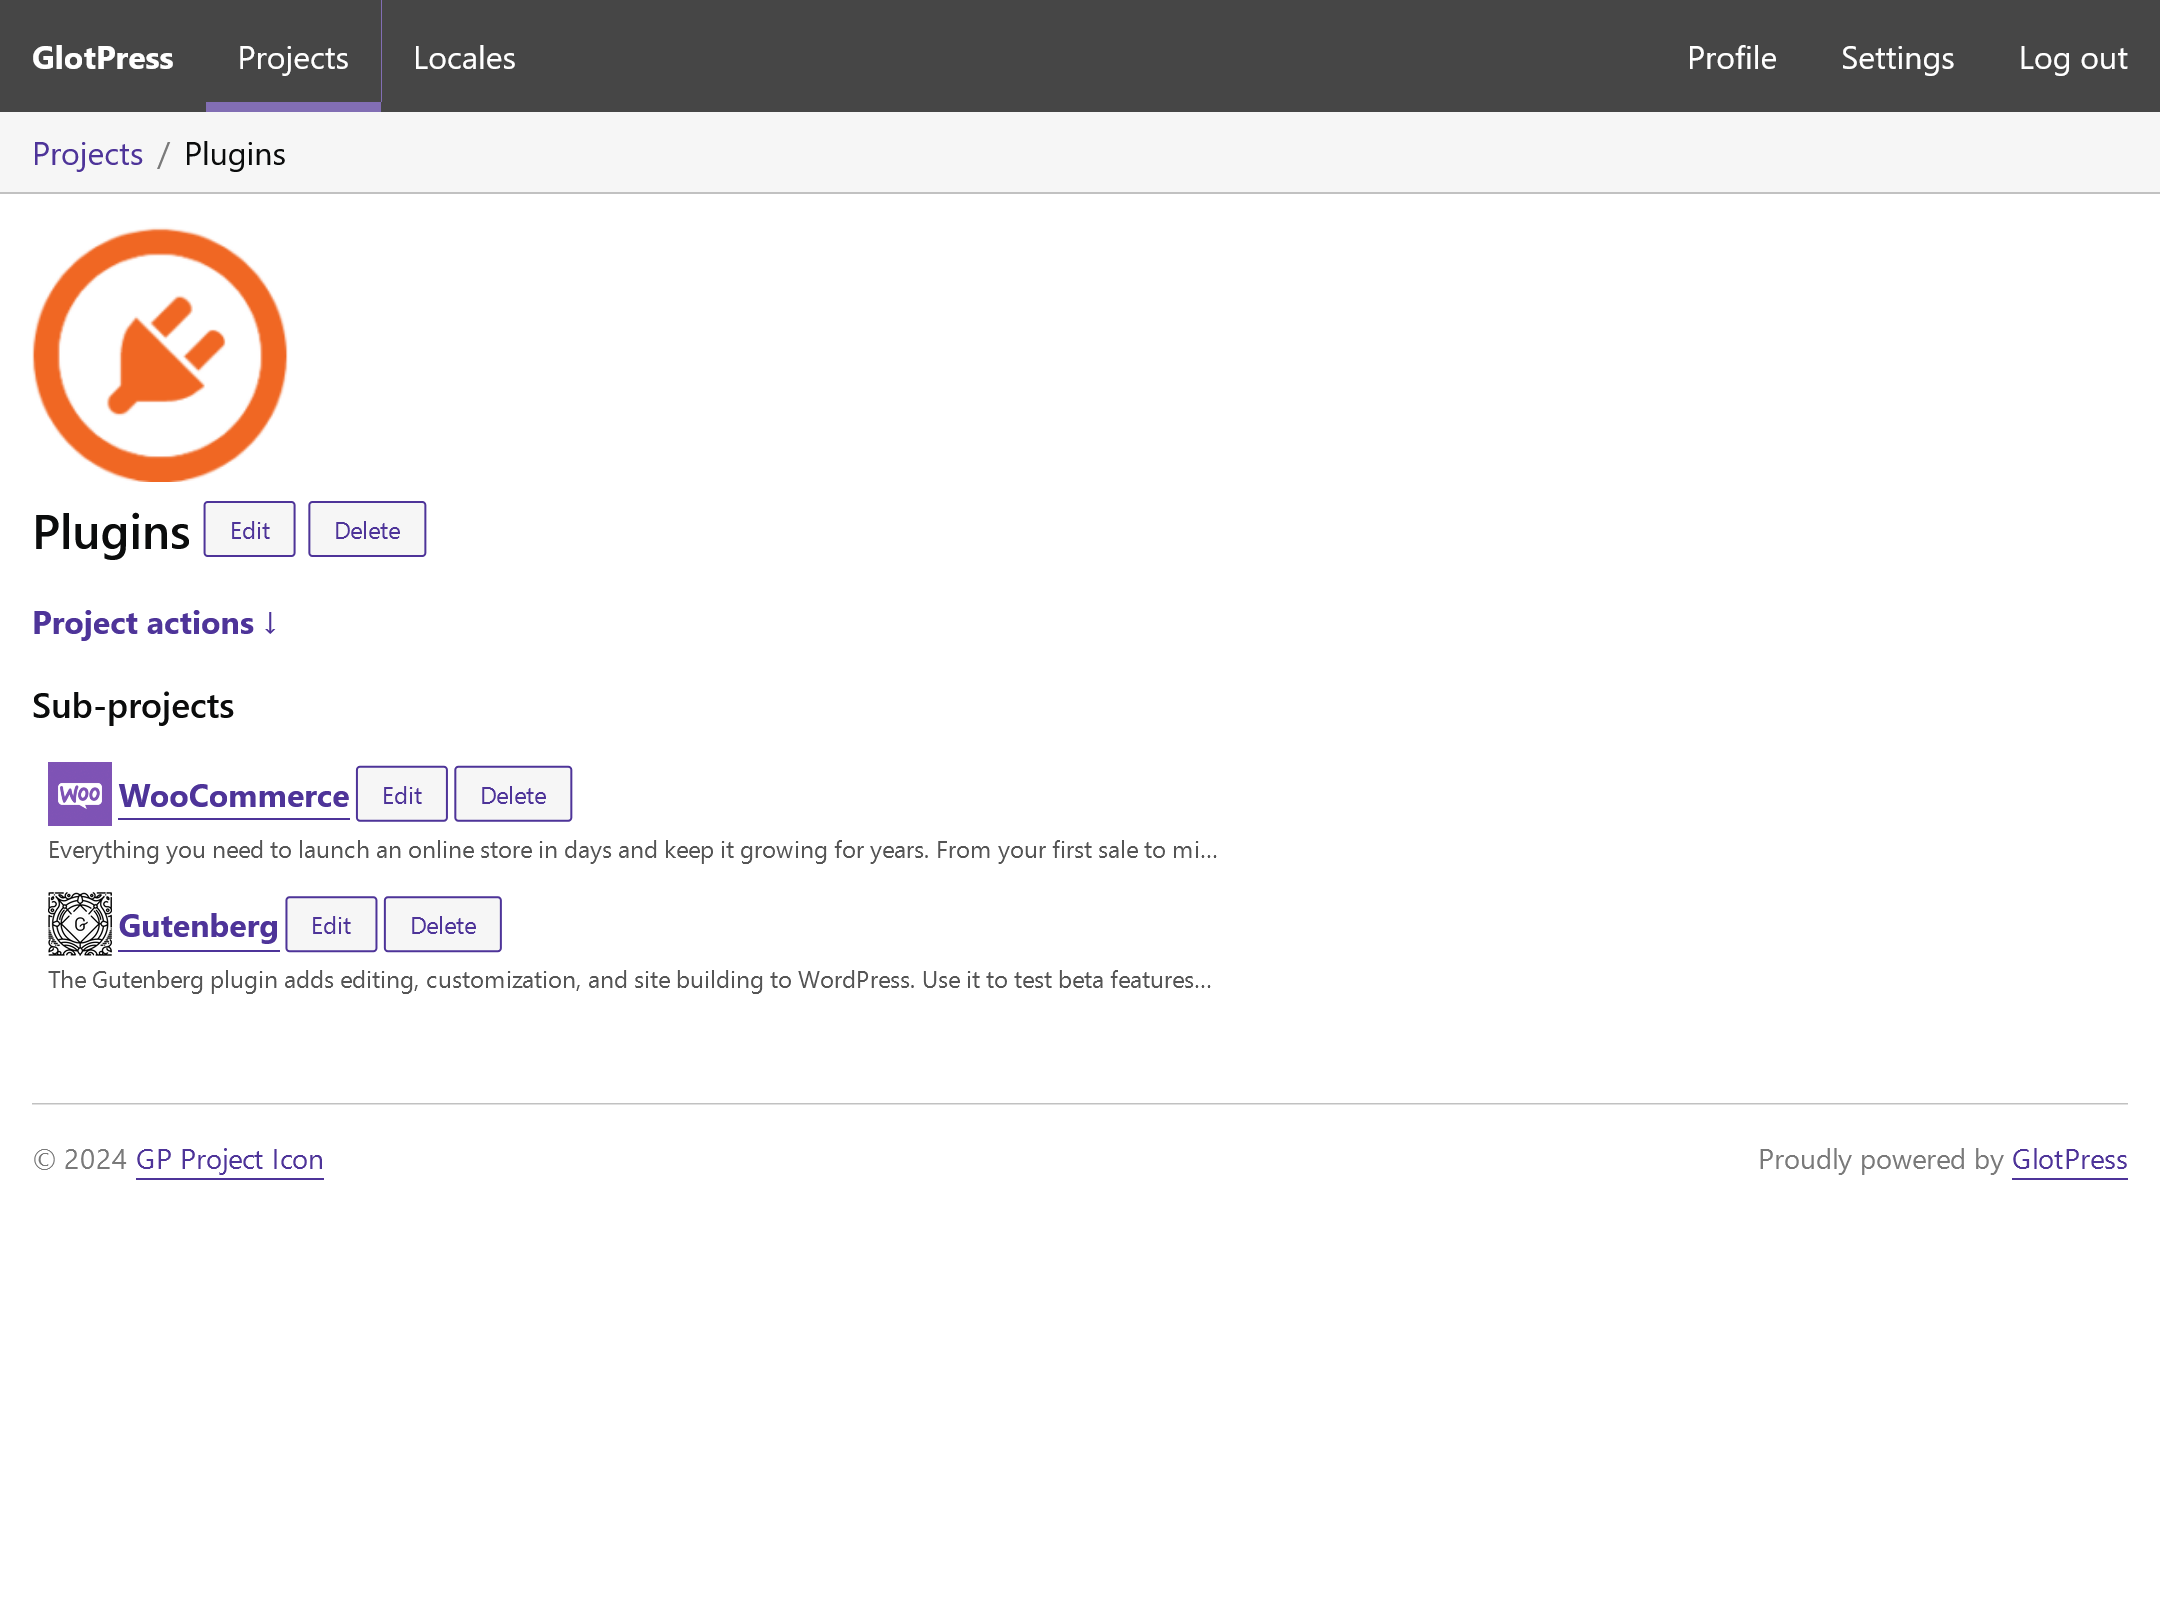 GlotPress Projects Locales Profile Settings Log out
Projects / Plugins
Plugins Edit Delete
Project actions ↓
Sub-projects
Woo WooCommerce Edit Delete
Everything you need to launch an online store in days and keep it growing for years. From your first sale to mi...
G Gutenberg Edit Delete
The Gutenberg plugin adds editing, customization, and site building to WordPress. Use it to test beta features...
© 2024 GP Project Icon Proudly powered by GlotPress